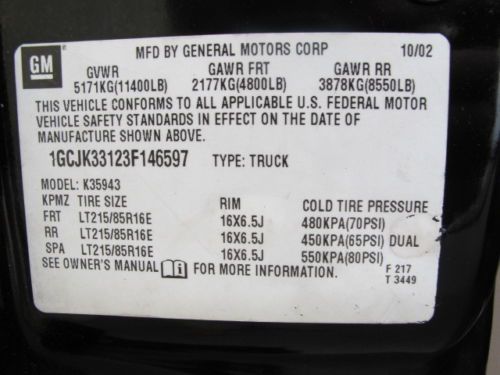 GM
MFD BY GENERAL MOTORS CORP 10/02
GVWR GAWR FRT GAWR RR
5171KG(11400LB) 2177KG(4800LB) 3878KG(8550LB)
THIS VEHICLE CONFORMS TO ALL APPLICABLE U.S. FEDERAL MOTOR
VEHICLE SAFETY STANDARDS IN EFFECT ON THE DATE OF
MANUFACTURE SHOWN ABOVE.
1GCJK33123F146597 TYPE: TRUCK
MODEL: K35943
KPMZ TIRE SIZE RIM COLD TIRE PRESSURE
FRT LT215/85R16E 16X6.5J 480KPA(70PSI)
RR LT215/85R16E 16X6.5J 450KPA(65PSI) DUAL
SPA LT215/85R16E 16X6.5J 550KPA(80PSI)
SEE OWNER'S MANUAL FOR MORE INFORMATION. F 217
T 3449